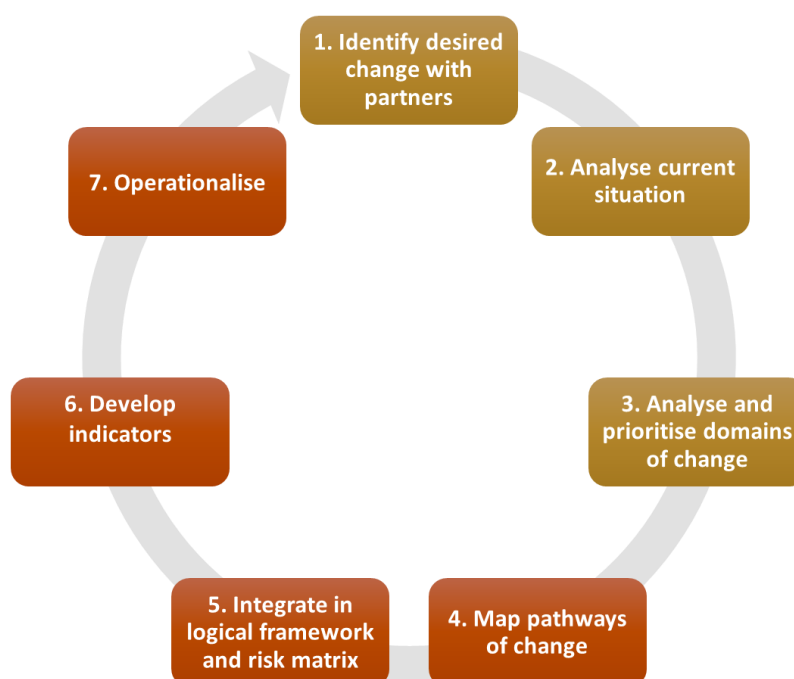 1. Identify desired
change with
partners
2. Analyse current
situation
3. Analyse and
prioritise domains
of change
4. Map pathways
of change
5. Integrate in
logical framework
and risk matrix
6. Develop
indicators
7. Operationalise